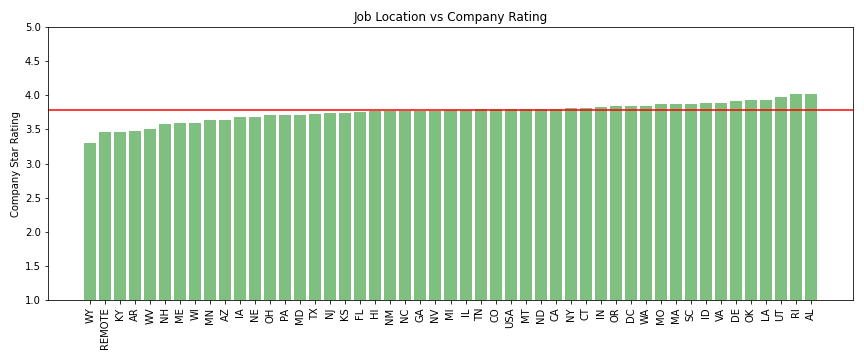 Job Location vs Company Rating
Company Star Rating
5.0
4.5
4.0
3.5
3.0
2.5
2.0
1.5
1.0
WY
REMOTE
KY
AR
WV
NH
ME
WI
MN
AZ
IA
NE
OH
PA
MD
TX
NJ
KS
FL
HI
NM
NC
GA
NV
MI
IL
TN
CO
USA
MT
ND
CA
NY
CT
IN
OR
DC
WA
MO
MA
SC
ID
VA
DE
OK
LA
UT
RI
AL